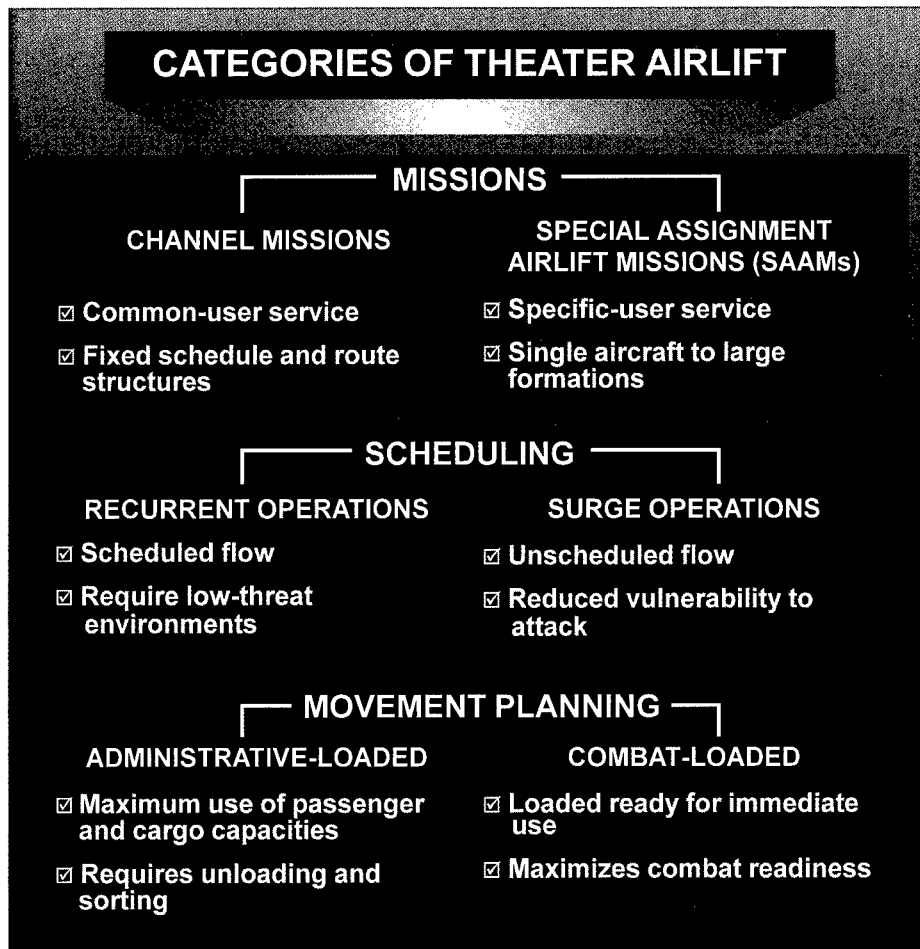 CATEGORIES OF THEATER AIRLIFT
MISSIONS
CHANNEL MISSIONS
☑ Common-user service
☑ Fixed schedule and route
structures
SPECIAL ASSIGNMENT
AIRLIFT MISSIONS (SAAMs)
☑ Specific-user service
☑ Single aircraft to large
formations
SCHEDULING
RECURRENT OPERATIONS
☑ Scheduled flow
☑ Require low-threat
environments
SURGE OPERATIONS
☑ Unscheduled flow
☑ Reduced vulnerability to
attack
MOVEMENT PLANNING
ADMINISTRATIVE-LOADED
☑ Maximum use of passenger
and cargo capacities
☑ Requires unloading and
sorting
COMBAT-LOADED
☑ Loaded ready for immediate
use
☑ Maximizes combat readiness